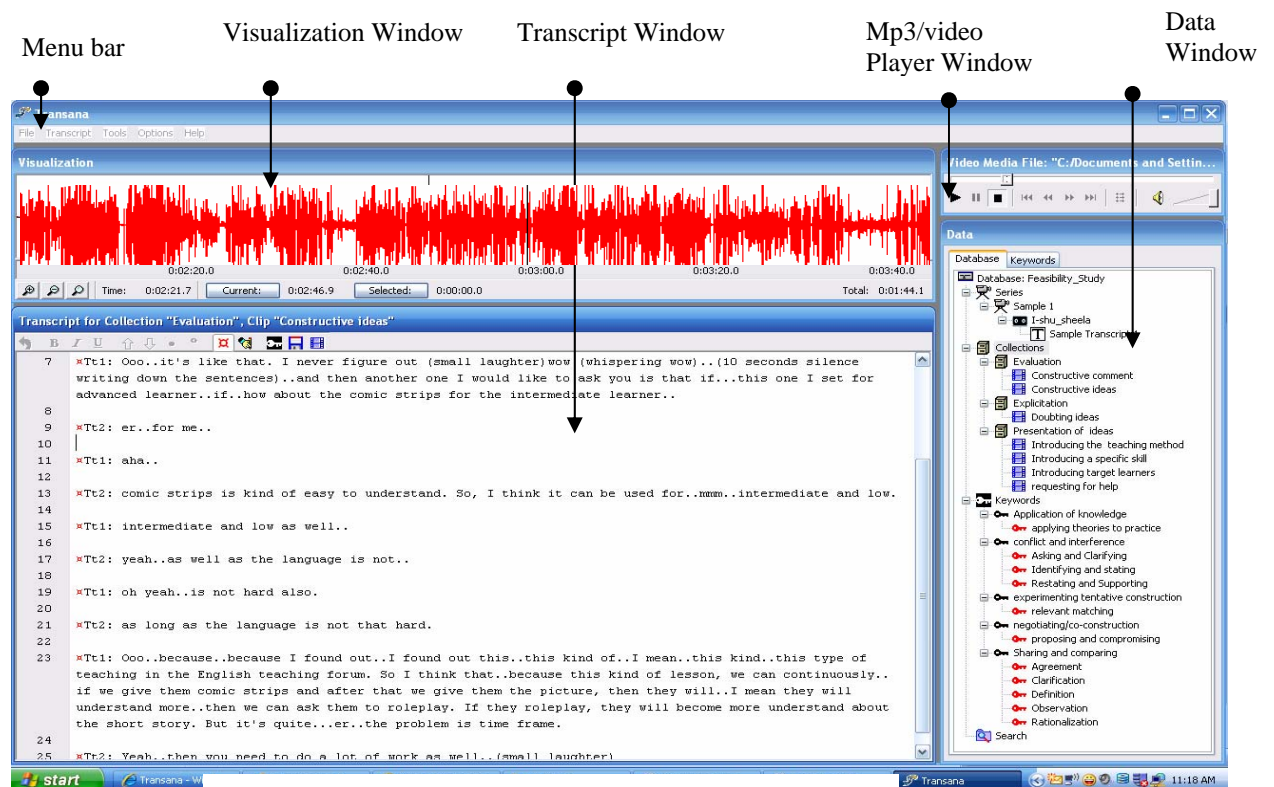 Menu bar
Visualization Window
Transcript Window
Mp3/video
Player Window
Data
Window
Transana
File Transcript Tools Options Help
Visualization
0:02:20.0 0:02:40.0 0:03:00.0 0:03:20.0 0:03:40.0
Time: 0:02:21.7 Current: 0:02:46.9 Selected: 0:00:00.0 Total: 0:01:44.1
Video Media File: "C:/Documents and Settin...
Transcript for Collection "Evaluation", Clip "Constructive ideas"
B I U
7 ¤Tt1: Ooo..it's like that. I never figure out (small laughter)wow (whispering wow)..(10 seconds silence
writing down the sentences)..and then another one I would like to ask you is that if...this one I set for
advanced learner..if..how about the comic strips for the intermediate learner..
8
9 ¤Tt2: er..for me..
10
11 ¤Tt1: aha..
12
13 ¤Tt2: comic strips is kind of easy to understand. So, I think it can be used for..mmm..intermediate and low.
14
15 ¤Tt1: intermediate and low as well..
16
17 ¤Tt2: yeah..as well as the language is not..
18
19 ¤Tt1: oh yeah..is not hard also.
20
21 ¤Tt2: as long as the language is not that hard.
22
23 ¤Tt1: Ooo..because..because I found out..I found out this..this kind of..I mean..this kind..this type of
teaching in the English teaching forum. So I think that..because this kind of lesson, we can continuously..
if we give them comic strips and after that we give them the picture, then they will..I mean they will
understand more..then we can ask them to roleplay. If they roleplay, they will become more understand about
the short story. But it's quite...er..the problem is time frame.
24
25 ¤Tt2: Yeah..then you need to do a lot of work as well..(small laughter)
Data
Database Keywords
Database: Feasibility_Study
Series
Sample 1
I-shu_sheela
Sample Transcript
Collections
Evaluation
Constructive comment
Constructive ideas
Explicitation
Doubting ideas
Presentation of ideas
Introducing the teaching method
Introducing a specific skill
Introducing target learners
requesting for help
Keywords
Application of knowledge
applying theories to practice
conflict and interference
Asking and Clarifying
Identifying and stating
Restating and Supporting
experimenting tentative construction
relevant matching
negotiating/co-construction
proposing and compromising
Sharing and comparing
Agreement
Clarification
Definition
Observation
Rationalization
Search
start Transana - W Transana 11:18 AM